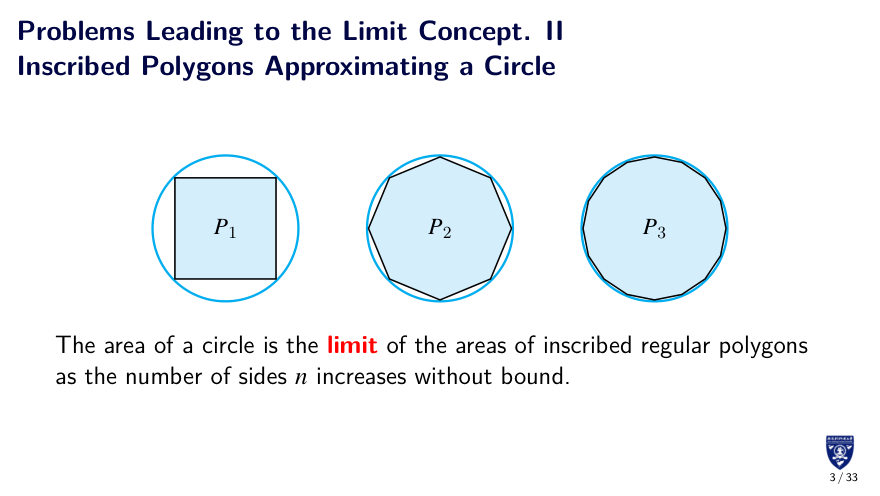 Problems Leading to the Limit Concept. II
Inscribed Polygons Approximating a Circle
P1 P2 P3
The area of a circle is the limit of the areas of inscribed regular polygons
as the number of sides n increases without bound.
3 / 33